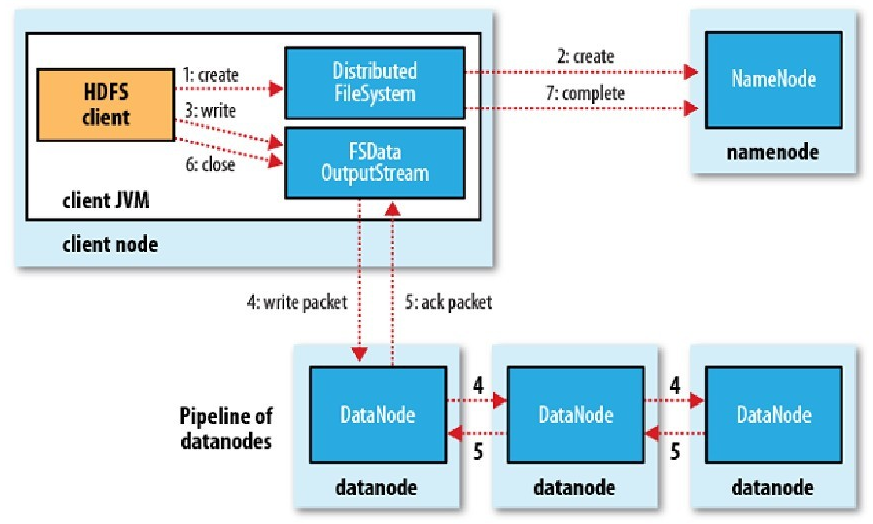 HDFS
client
1: create
3: write
6: close
Distributed
FileSystem
FSData
OutputStream
client JVM
client node
2: create
7: complete
NameNode
namenode
4: write packet
5: ack packet
Pipeline of
datanodes
DataNode
datanode
4
5
DataNode
datanode
4
5
DataNode
datanode